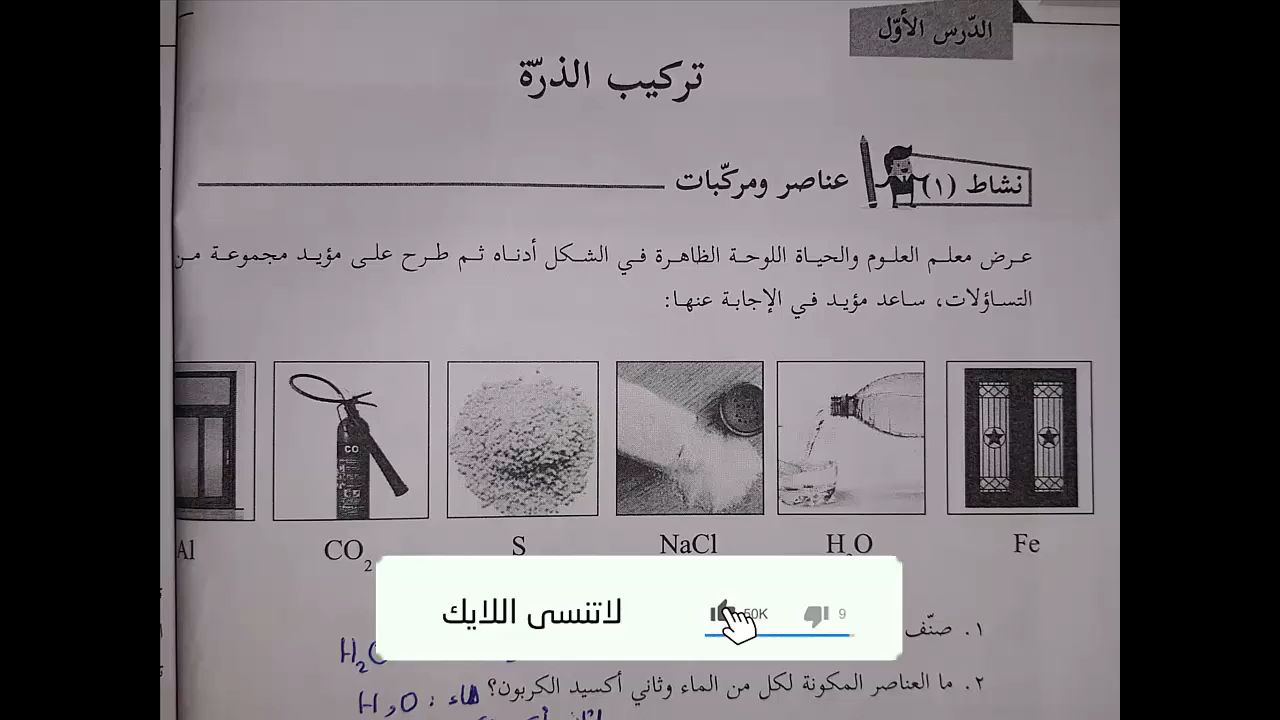 الدّرس الأوّل
تركيب الذرّة
نشاط (١) عناصر ومركّبات
عرض معلم العلوم والحياة اللوحة الظاهرة في الشكل أدناه ثم طرح على مؤيد مجموعة من
التساؤلات، ساعد مؤيد في الإجابة عنها:
CO
Fe H2O NaCl S CO2 Al
لاتنسى اللايك 50K 9
١. صنّف
H2O
٢. ما العناصر المكونة لكل من الماء وثاني أكسيد الكربون؟ ماء : H,O